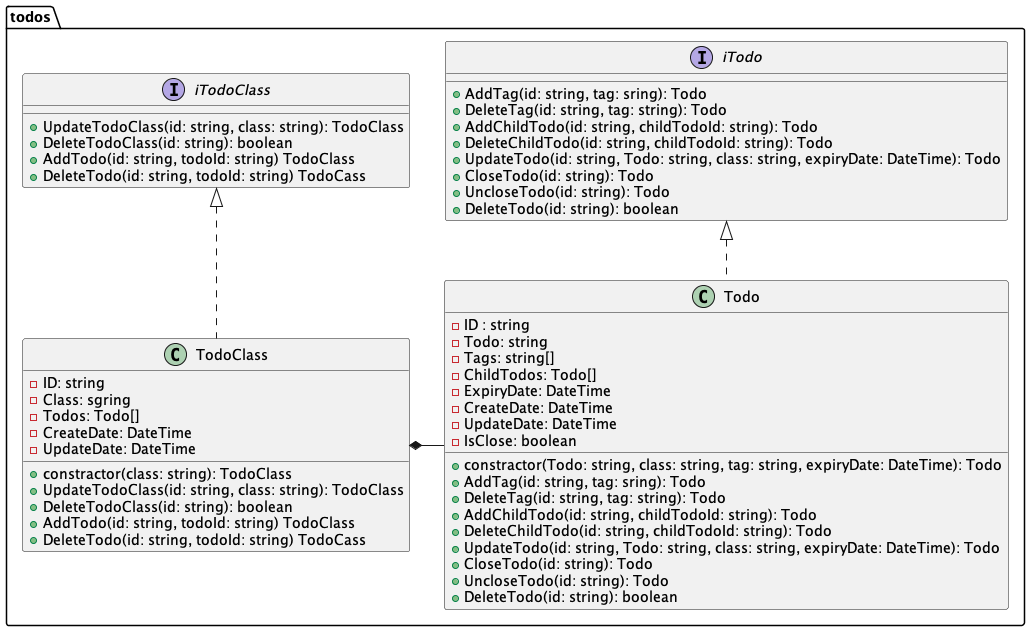 todos
I iTodoClass
UpdateTodoClass(id: string, class: string): TodoClass
DeleteTodoClass(id: string): boolean
AddTodo(id: string, todoId: string) TodoClass
DeleteTodo(id: string, todoId: string) TodoCass
I iTodo
AddTag(id: string, tag: sring): Todo
DeleteTag(id: string, tag: string): Todo
AddChildTodo(id: string, childTodoId: string): Todo
DeleteChildTodo(id: string, childTodoId: string): Todo
UpdateTodo(id: string, Todo: string, class: string, expiryDate: DateTime): Todo
CloseTodo(id: string): Todo
UncloseTodo(id: string): Todo
DeleteTodo(id: string): boolean
C TodoClass
ID: string
Class: sgring
Todos: Todo[]
CreateDate: DateTime
UpdateDate: DateTime
constractor(class: string): TodoClass
UpdateTodoClass(id: string, class: string): TodoClass
DeleteTodoClass(id: string): boolean
AddTodo(id: string, todoId: string) TodoClass
DeleteTodo(id: string, todoId: string) TodoCass
C Todo
ID : string
Todo: string
Tags: string[]
ChildTodos: Todo[]
ExpiryDate: DateTime
CreateDate: DateTime
UpdateDate: DateTime
IsClose: boolean
constractor(Todo: string, class: string, tag: string, expiryDate: DateTime): Todo
AddTag(id: string, tag: sring): Todo
DeleteTag(id: string, tag: string): Todo
AddChildTodo(id: string, childTodoId: string): Todo
DeleteChildTodo(id: string, childTodoId: string): Todo
UpdateTodo(id: string, Todo: string, class: string, expiryDate: DateTime): Todo
CloseTodo(id: string): Todo
UncloseTodo(id: string): Todo
DeleteTodo(id: string): boolean